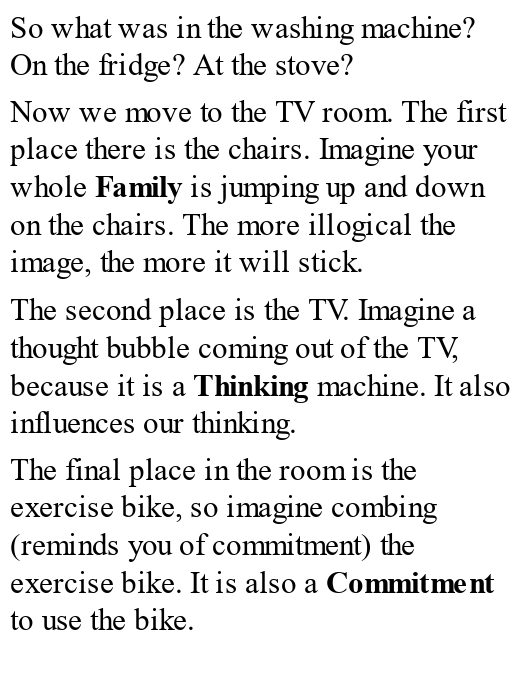 So what was in the washing machine?
On the fridge? At the stove?
Now we move to the TV room. The first
place there is the chairs. Imagine your
whole Family is jumping up and down
on the chairs. The more illogical the
image, the more it will stick.
The second place is the TV. Imagine a
thought bubble coming out of the TV,
because it is a Thinking machine. It also
influences our thinking.
The final place in the room is the
exercise bike, so imagine combing
(reminds you of commitment) the
exercise bike. It is also a Commitment
to use the bike.